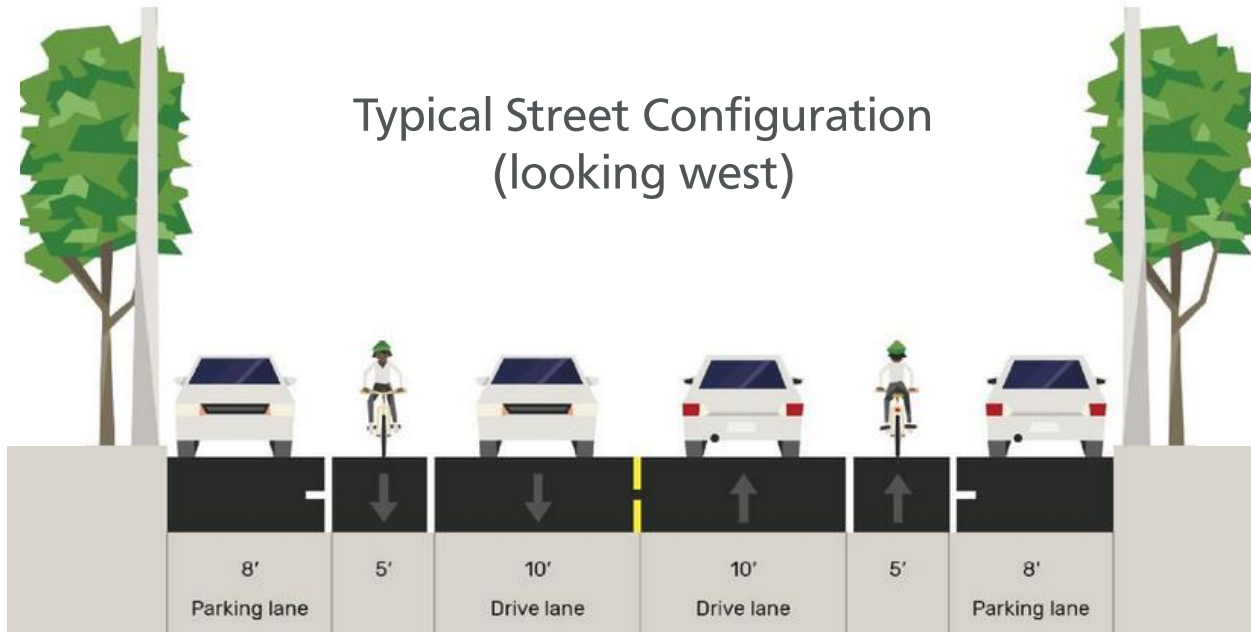 Typical Street Configuration
(looking west)
8′ 5′ 10′ 10′ 5′ 8′
Parking lane Drive lane Drive lane Parking lane